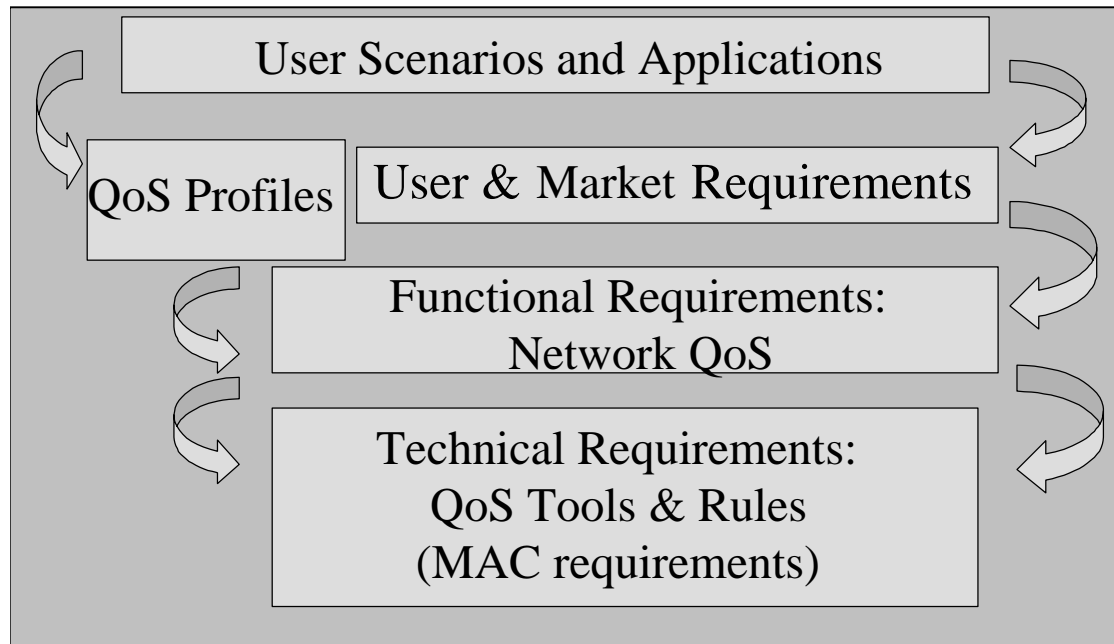 User Scenarios and Applications
QoS Profiles
User & Market Requirements
Functional Requirements:
Network QoS
Technical Requirements:
QoS Tools & Rules
(MAC requirements)